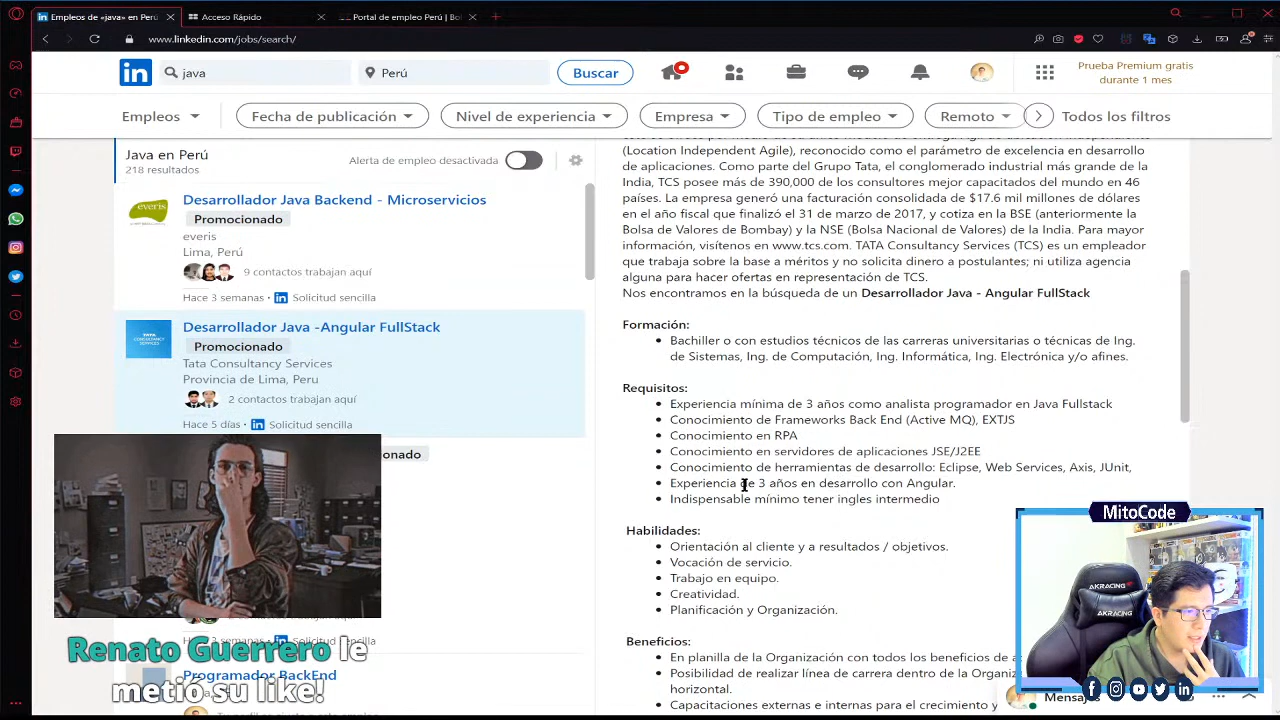 Empleos de «java» en Perú
Acceso Rápido
Portal de empleo Perú | Bol
www.linkedin.com/jobs/search/
in
java
Perú
Buscar
Prueba Premium gratis
durante 1 mes
Empleos
Fecha de publicación
Nivel de experiencia
Empresa
Tipo de empleo
Remoto
Todos los filtros
Java en Perú
218 resultados
Alerta de empleo desactivada
everis
Desarrollador Java Backend - Microservicios
Promocionado
everis
Lima, Perú
9 contactos trabajan aquí
Hace 3 semanas • in Solicitud sencilla
TATA CONSULTANCY SERVICES
Desarrollador Java -Angular FullStack
Promocionado
Tata Consultancy Services
Provincia de Lima, Peru
2 contactos trabajan aquí
Hace 5 días • in Solicitud sencilla
onado
semanas • in Solicitud sencilla
Programador BackEnd
Renato Guerrero le
metió su like!
(Location Independent Agile), reconocido como el parámetro de excelencia en desarrollo
de aplicaciones. Como parte del Grupo Tata, el conglomerado industrial más grande de la
India, TCS posee más de 390,000 de los consultores mejor capacitados del mundo en 46
países. La empresa generó una facturación consolidada de $17.6 mil millones de dólares
en el año fiscal que finalizó el 31 de marzo de 2017, y cotiza en la BSE (anteriormente la
Bolsa de Valores de Bombay) y la NSE (Bolsa Nacional de Valores) de la India. Para mayor
información, visítenos en www.tcs.com. TATA Consultancy Services (TCS) es un empleador
que trabaja sobre la base a méritos y no solicita dinero a postulantes; ni utiliza agencia
alguna para hacer ofertas en representación de TCS.
Nos encontramos en la búsqueda de un Desarrollador Java - Angular FullStack
Formación:
• Bachiller o con estudios técnicos de las carreras universitarias o técnicas de Ing.
de Sistemas, Ing. de Computación, Ing. Informática, Ing. Electrónica y/o afines.
Requisitos:
• Experiencia mínima de 3 años como analista programador en Java Fullstack
• Conocimiento de Frameworks Back End (Active MQ), EXTJS
• Conocimiento en RPA
• Conocimiento en servidores de aplicaciones JSE/J2EE
• Conocimiento de herramientas de desarrollo: Eclipse, Web Services, Axis, JUnit,
• Experiencia de 3 años en desarrollo con Angular.
• Indispensable mínimo tener ingles intermedio
Habilidades:
• Orientación al cliente y a resultados / objetivos.
• Vocación de servicio.
• Trabajo en equipo.
• Creatividad.
• Planificación y Organización.
Beneficios:
• En planilla de la Organización con todos los beneficios de a
• Posibilidad de realizar línea de carrera dentro de la Organiz
horizontal.
• Capacitaciones externas e internas para el crecimiento y
MitoCode
AKRACING
AKRACING
Mensajes